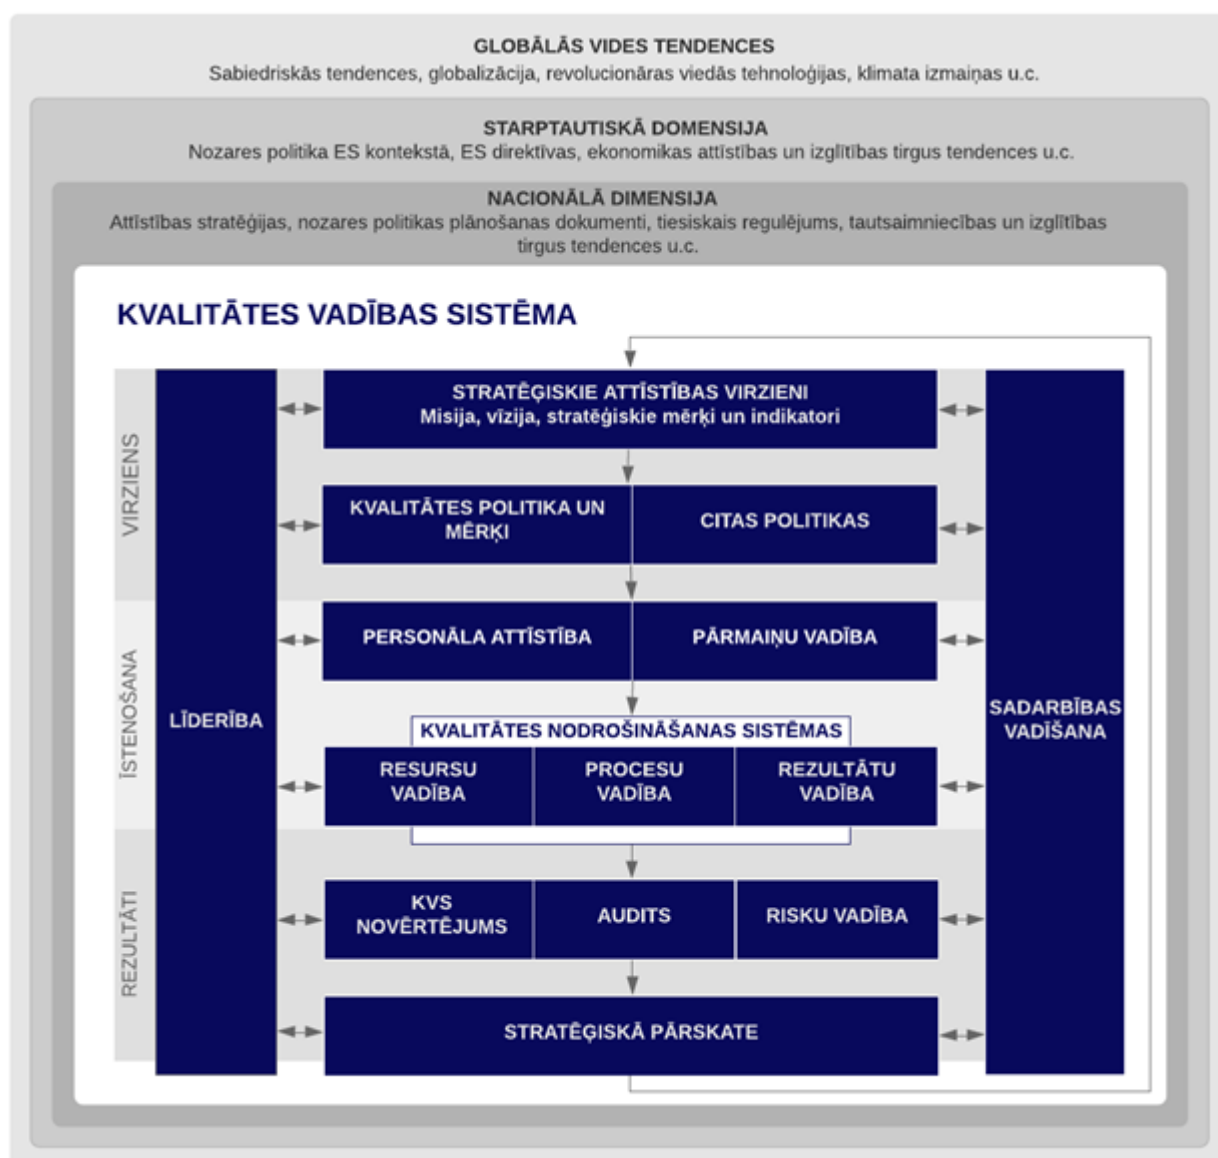 GLOBĀLĀS VIDES TENDENCES
Sabiedriskās tendences, globalizācija, revolucionāras viedās tehnoloģijas, klimata izmaiņas u.c.
STARPTAUTISKĀ DOMENSIJA
Nozares politika ES kontekstā, ES direktīvas, ekonomikas attīstības un izglītības tirgus tendences u.c.
NACIONĀLĀ DIMENSIJA
Attīstības stratēģijas, nozares politikas plānošanas dokumenti, tiesiskais regulējums, tautsaimniecības un izglītības
tirgus tendences u.c.
KVALITĀTES VADĪBAS SISTĒMA
VIRZIENS
ĪSTENOŠANA
REZULTĀTI
LĪDERĪBA
STRATĒĢISKIE ATTĪSTĪBAS VIRZIENI
Misija, vīzija, stratēģiskie mērķi un indikatori
KVALITĀTES POLITIKA UN
MĒRĶI
CITAS POLITIKAS
PERSONĀLA ATTĪSTĪBA
PĀRMAIŅU VADĪBA
KVALITĀTES NODROŠINĀŠANAS SISTĒMAS
RESURSU
VADĪBA
PROCESU
VADĪBA
REZULTĀTU
VADĪBA
KVS
NOVĒRTĒJUMS
AUDITS
RISKU VADĪBA
STRATĒĢISKĀ PĀRSKATE
SADARBĪBAS
VADĪŠANA